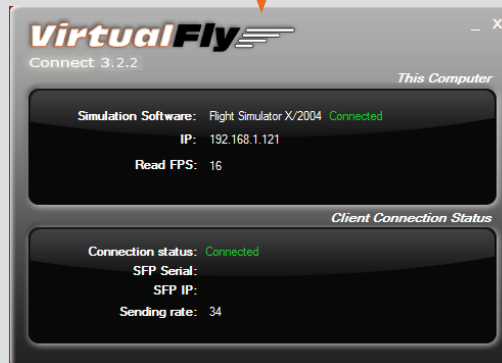 VirtualFly
Connect 3.2.2
_ X
This Computer
Simulation Software: Flight Simulator X/2004 Connected
IP: 192.168.1.121
Read FPS: 16
Client Connection Status
Connection status: Connected
SFP Serial:
SFP IP:
Sending rate: 34